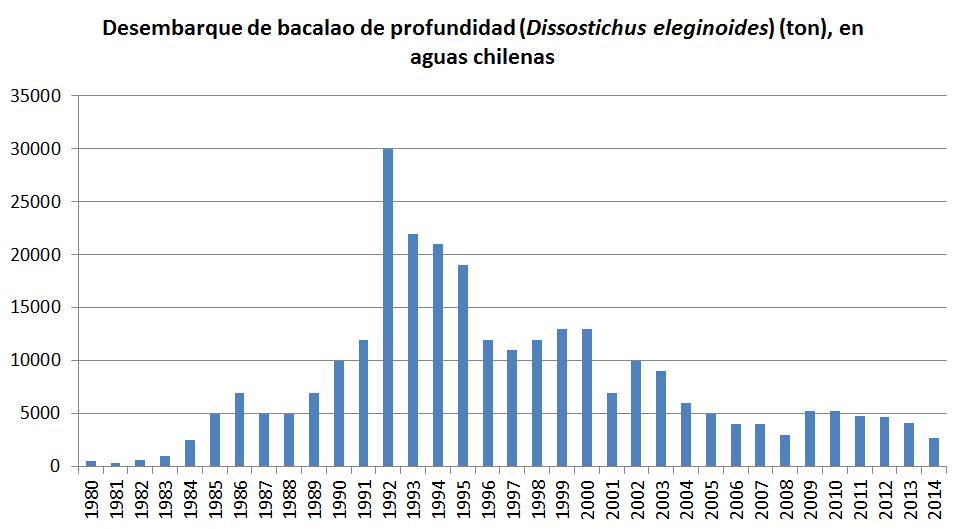 Desembarque de bacalao de profundidad (Dissostichus eleginoides) (ton), en
aguas chilenas
35000
30000
25000
20000
15000
10000
5000
0
1980 1981 1982 1983 1984 1985 1986 1987 1988 1989 1990 1991 1992 1993 1994 1995 1996 1997 1998 1999 2000 2001 2002 2003 2004 2005 2006 2007 2008 2009 2010 2011 2012 2013 2014